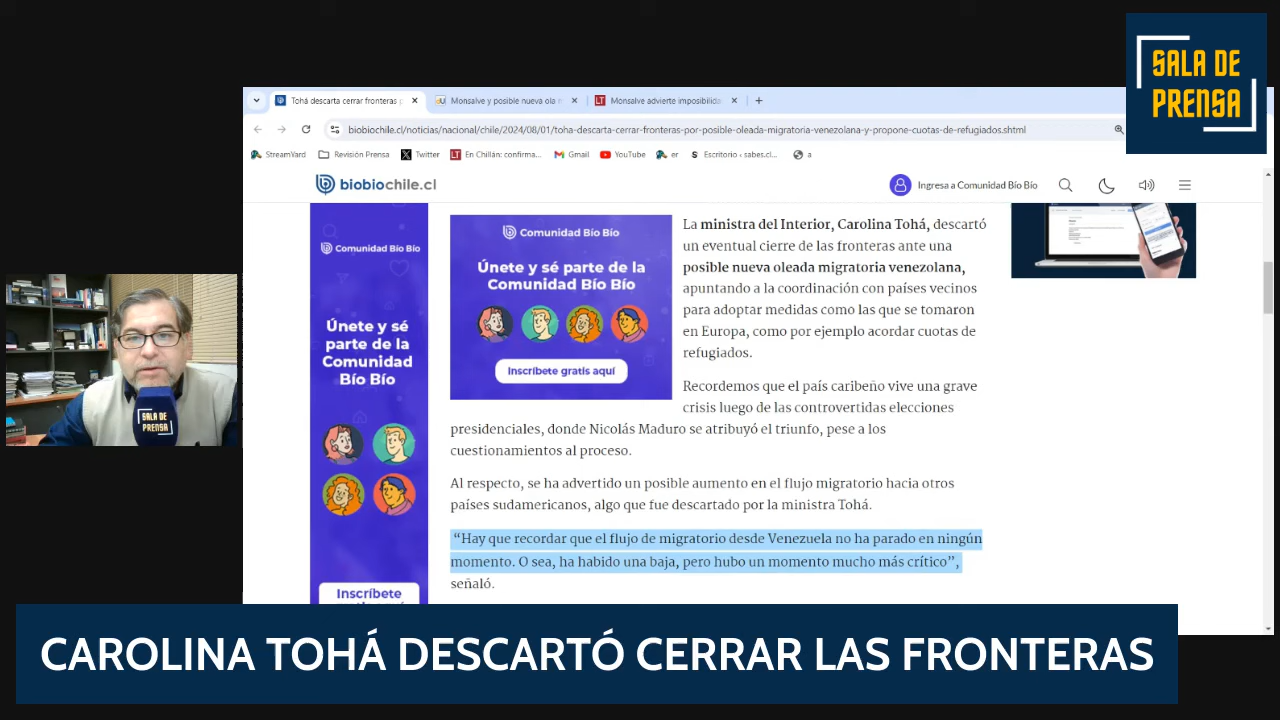 SALA DE
PRENSA
Tohá descarta cerrar fronteras p
Monsalve y posible nueva ola e
Monsalve advierte imposibilida
biobiochile.cl/noticias/nacional/chile/2024/08/01/toha-descarta-cerrar-fronteras-por-posible-oleada-migratoria-venezolana-y-propone-cuotas-de-refugiados.shtml
StreamYard
Revisión Prensa
Twitter
En Chillán: confirma...
Gmail
YouTube
er
Escritorio ‹ sabes.cl...
a
biobiochile.cl
Ingresa a Comunidad Bío Bío
Comunidad Bío Bío
Únete y sé
parte de la
Comunidad
Bío Bío
Inscríbete
Comunidad Bío Bío
Únete y sé parte de la
Comunidad Bío Bío
Inscríbete gratis aquí
La ministra del Interior, Carolina Tohá, descartó
un eventual cierre de las fronteras ante una
posible nueva oleada migratoria venezolana,
apuntando a la coordinación con países vecinos
para adoptar medidas como las que se tomaron
en Europa, como por ejemplo acordar cuotas de
refugiados.
Recordemos que el país caribeño vive una grave
crisis luego de las controvertidas elecciones
presidenciales, donde Nicolás Maduro se atribuyó el triunfo, pese a los
cuestionamientos al proceso.
Al respecto, se ha advertido un posible aumento en el flujo migratorio hacia otros
países sudamericanos, algo que fue descartado por la ministra Tohá.
“Hay que recordar que el flujo de migratorio desde Venezuela no ha parado en ningún
momento. O sea, ha habido una baja, pero hubo un momento mucho más crítico”,
señaló.
SALA DE
PRENSA
CAROLINA TOHÁ DESCARTÓ CERRAR LAS FRONTERAS